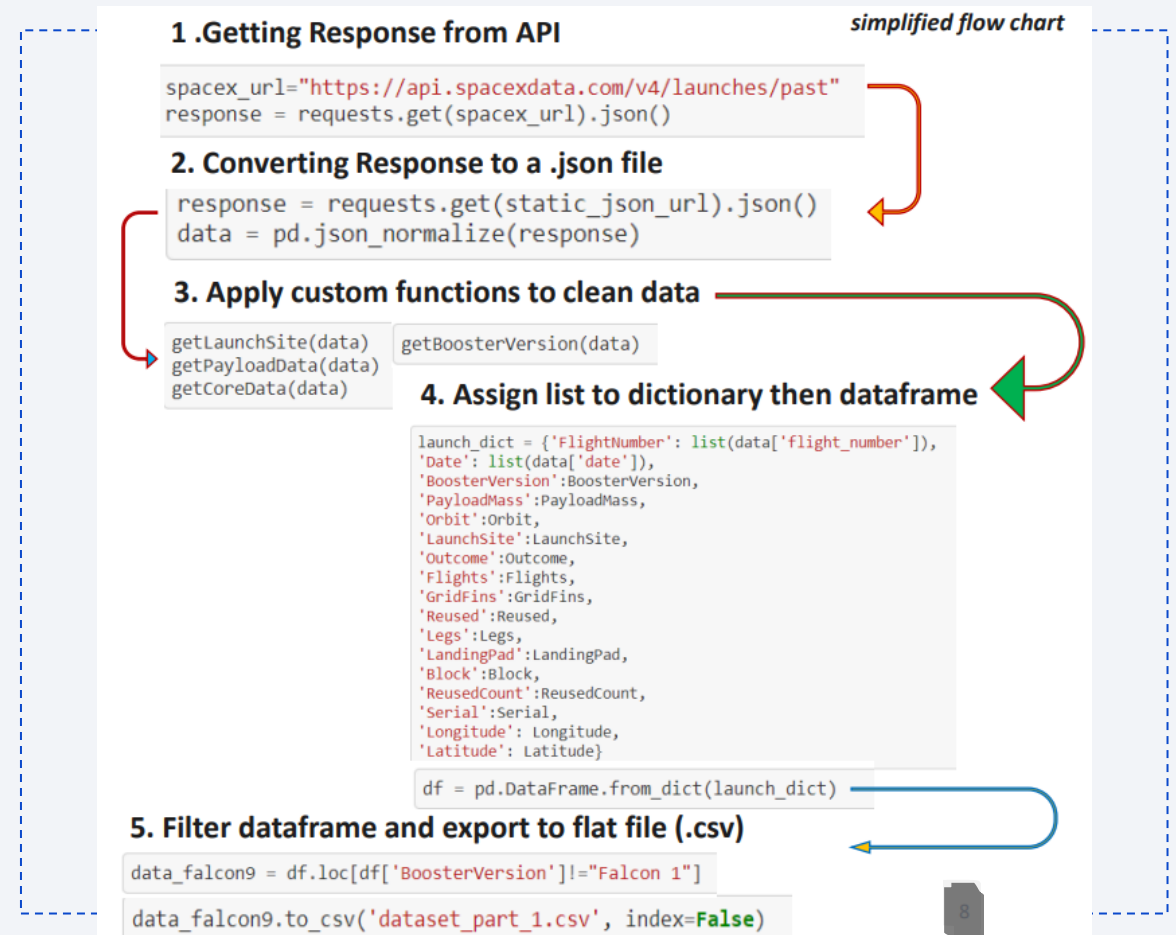 simplified flow chart
1 .Getting Response from API
spacex_url="https://api.spacexdata.com/v4/launches/past"
response = requests.get(spacex_url).json()
2. Converting Response to a .json file
response = requests.get(static_json_url).json()
data = pd.json_normalize(response)
3. Apply custom functions to clean data
getLaunchSite(data)
getPayloadData(data)
getCoreData(data)
getBoosterVersion(data)
4. Assign list to dictionary then dataframe
launch_dict = {'FlightNumber': list(data['flight_number']),
'Date': list(data['date']),
'BoosterVersion':BoosterVersion,
'PayloadMass':PayloadMass,
'Orbit':Orbit,
'LaunchSite':LaunchSite,
'Outcome':Outcome,
'Flights':Flights,
'GridFins':GridFins,
'Reused':Reused,
'Legs':Legs,
'LandingPad':LandingPad,
'Block':Block,
'ReusedCount':ReusedCount,
'Serial':Serial,
'Longitude': Longitude,
'Latitude': Latitude}
df = pd.DataFrame.from_dict(launch_dict)
5. Filter dataframe and export to flat file (.csv)
data_falcon9 = df.loc[df['BoosterVersion']!="Falcon 1"]
data_falcon9.to_csv('dataset_part_1.csv', index=False)
8